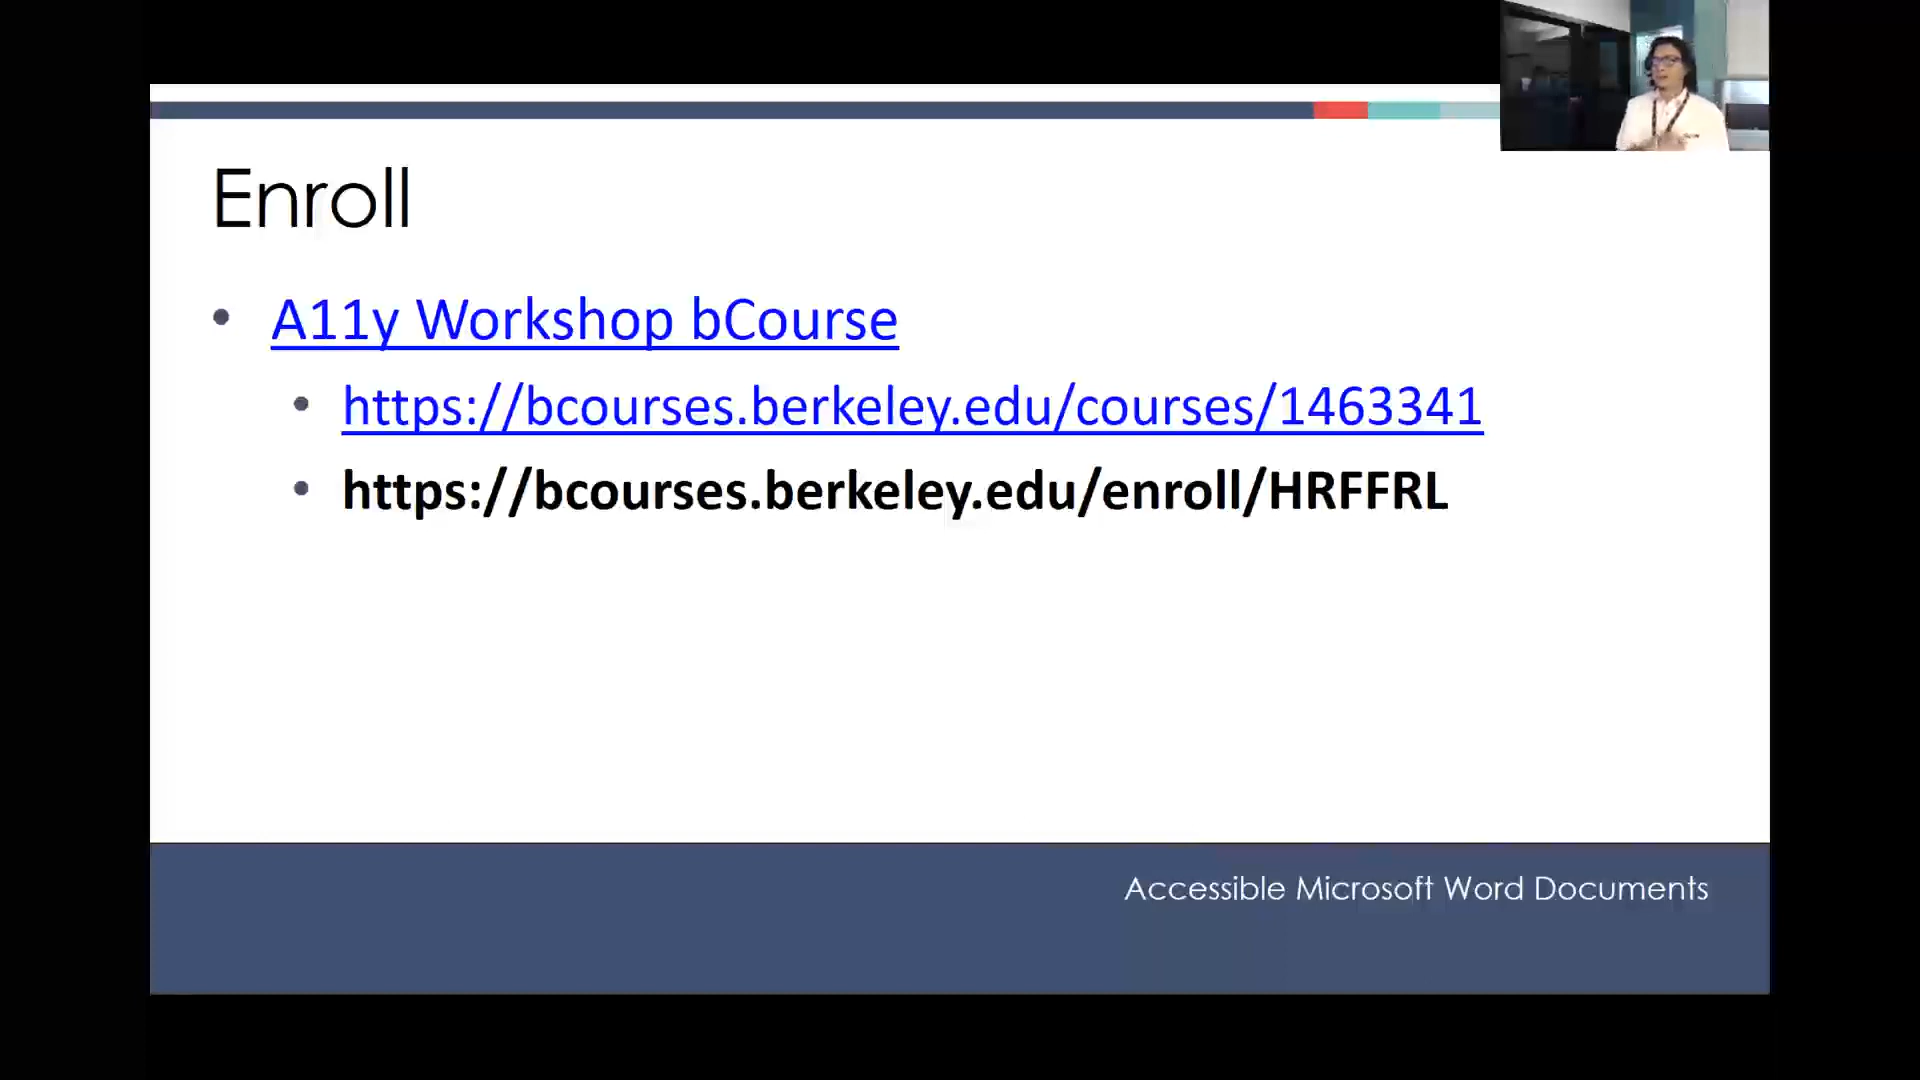 Enroll
A11y Workshop bCourse
https://bcourses.berkeley.edu/courses/1463341
https://bcourses.berkeley.edu/enroll/HRFFRL
Accessible Microsoft Word Documents